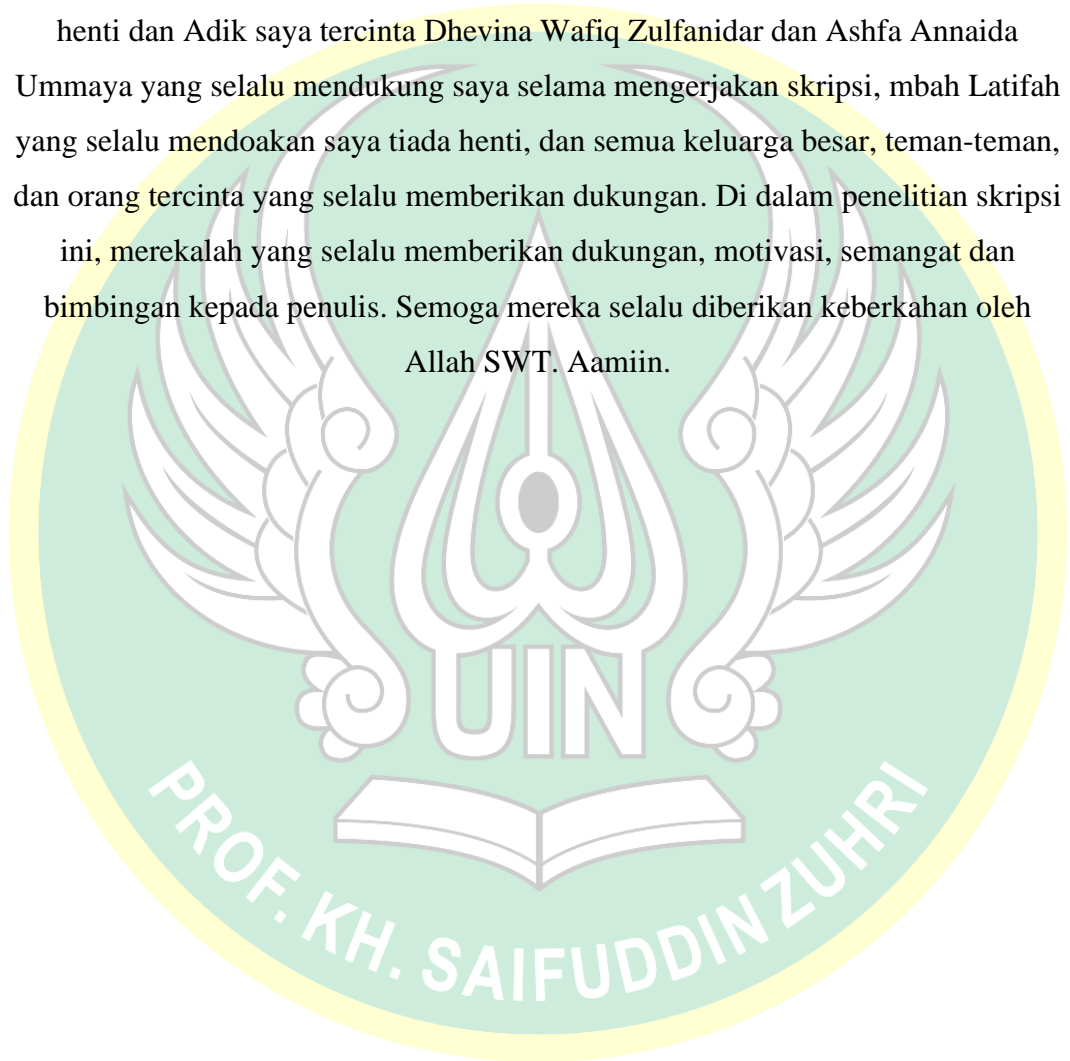 henti dan Adik saya tercinta Dhevina Wafiq Zulfanidar dan Ashfa Annaida
Ummaya yang selalu mendukung saya selama mengerjakan skripsi, mbah Latifah
yang selalu mendoakan saya tiada henti, dan semua keluarga besar, teman-teman,
dan orang tercinta yang selalu memberikan dukungan. Di dalam penelitian skripsi
ini, merekalah yang selalu memberikan dukungan, motivasi, semangat dan
bimbingan kepada penulis. Semoga mereka selalu diberikan keberkahan oleh
Allah SWT. Aamiin.
UIN
PROF. KH. SAIFUDDIN ZUHRI